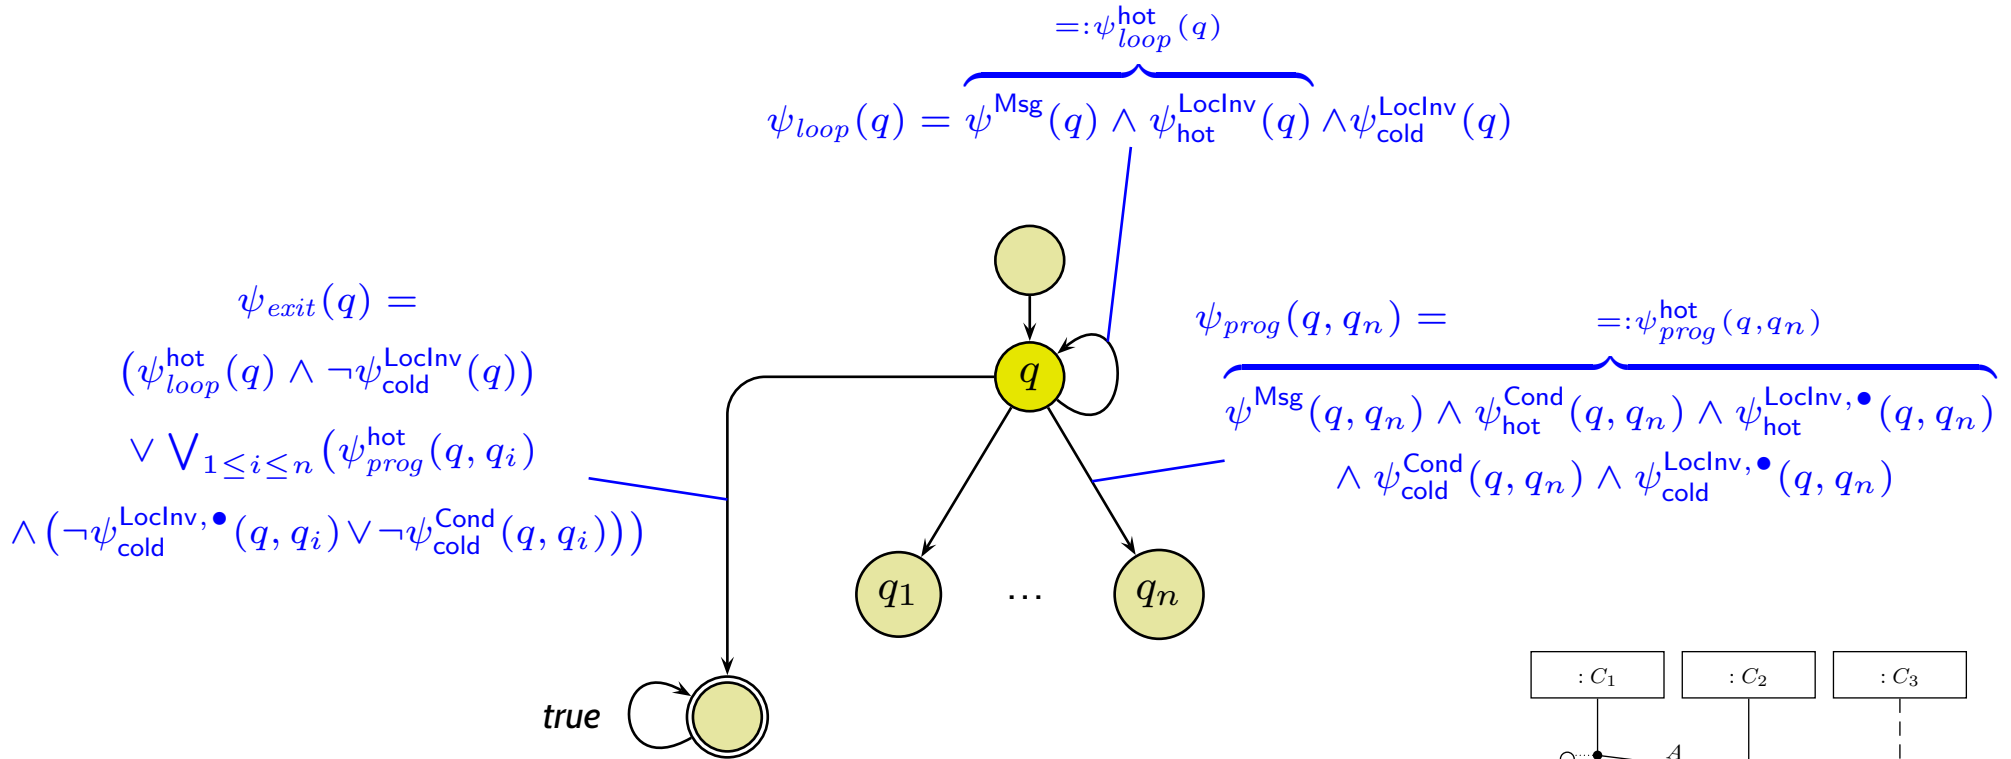 =:ψ^hot_loop(q)
ψ_loop(q) = ψ^Msg(q) ∧ ψ^LocInv_hot(q) ∧ψ^LocInv_cold(q)
ψ_exit(q) =
(ψ^hot_loop(q) ∧ ¬ψ^LocInv_cold(q))
∨ ⋁_{1≤i≤n} (ψ^hot_prog(q, q_i)
∧ (¬ψ^{LocInv,•}_cold(q, q_i) ∨ ¬ψ^Cond_cold(q, q_i)))
ψ_prog(q, q_n) =
=:ψ^hot_prog(q,q_n)
ψ^Msg(q, q_n) ∧ ψ^Cond_hot(q, q_n) ∧ ψ^{LocInv,•}_hot(q, q_n)
∧ ψ^Cond_cold(q, q_n) ∧ ψ^{LocInv,•}_cold(q, q_n)
q
q_1
...
q_n
true
: C_1
: C_2
: C_3
A